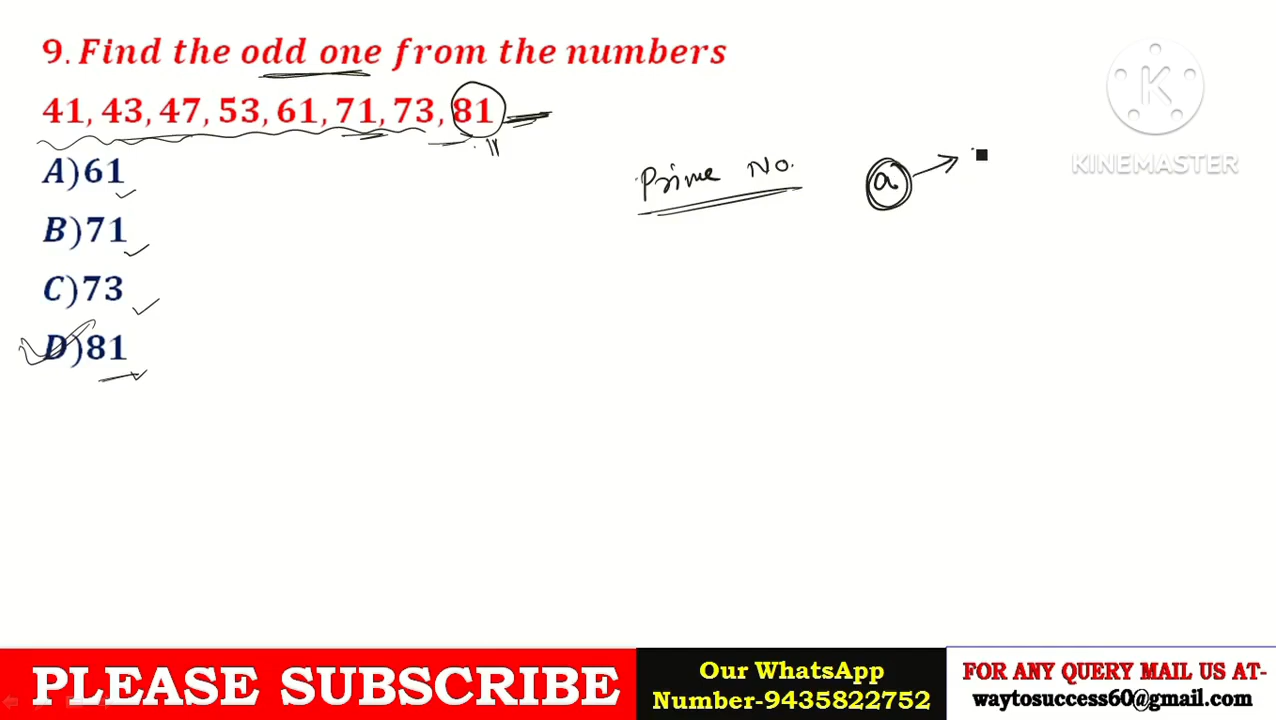 9. Find the odd one from the numbers
41, 43, 47, 53, 61, 71, 73, 81
A) 61
B) 71
C) 73
D) 81
Prime No.
a
K
KINEMASTER
PLEASE SUBSCRIBE
Our WhatsApp
Number-9435822752
FOR ANY QUERY MAIL US AT-
waytosuccess60@gmail.com